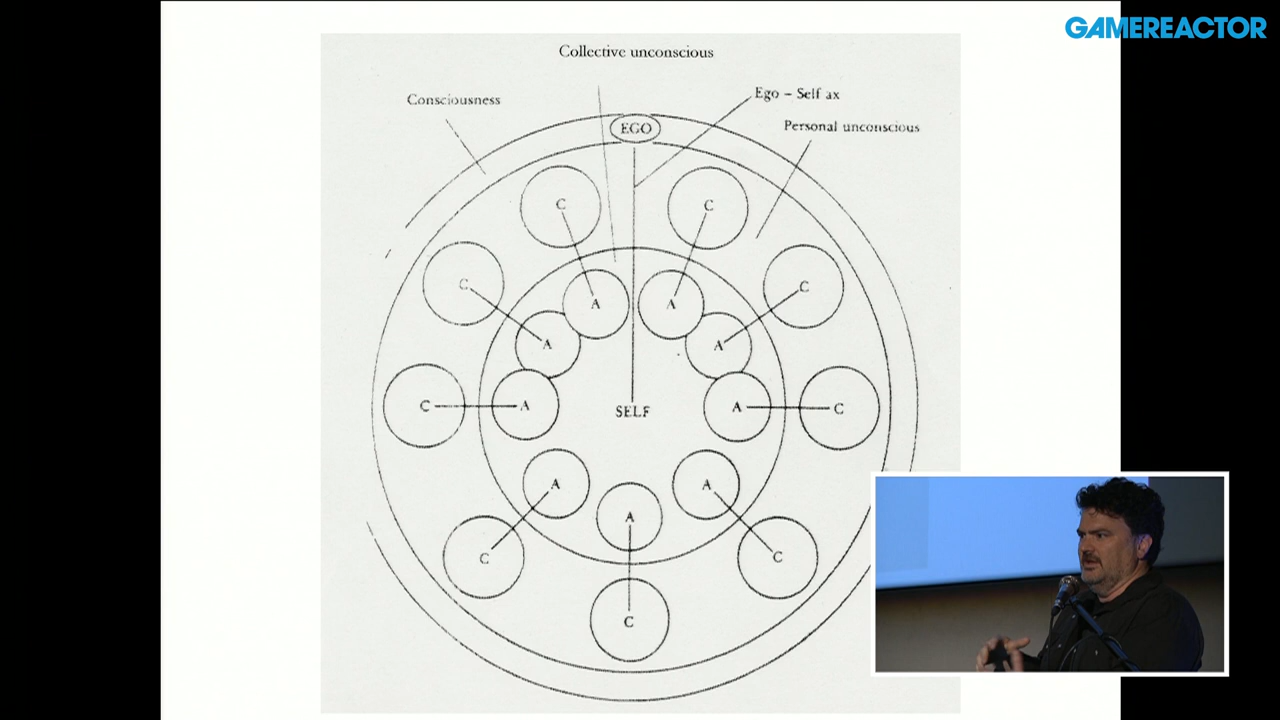 GAMEREACTOR
Collective unconscious
Consciousness
Ego – Self ax
Personal unconscious
EGO
C
C
C
C
A
A
A
A
C
A
A
C
SELF
A
A
A
C
C
C